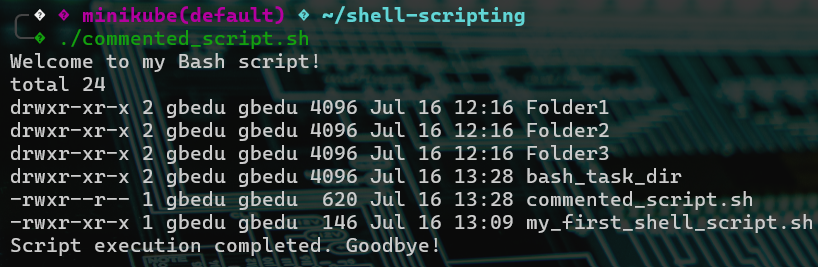 � � minikube(default) � ~/shell-scripting
� ./commented_script.sh
Welcome to my Bash script!
total 24
drwxr-xr-x 2 gbedu gbedu 4096 Jul 16 12:16 Folder1
drwxr-xr-x 2 gbedu gbedu 4096 Jul 16 12:16 Folder2
drwxr-xr-x 2 gbedu gbedu 4096 Jul 16 12:16 Folder3
drwxr-xr-x 2 gbedu gbedu 4096 Jul 16 13:28 bash_task_dir
-rwxr--r-- 1 gbedu gbedu  620 Jul 16 13:28 commented_script.sh
-rwxr-xr-x 1 gbedu gbedu  146 Jul 16 13:09 my_first_shell_script.sh
Script execution completed. Goodbye!